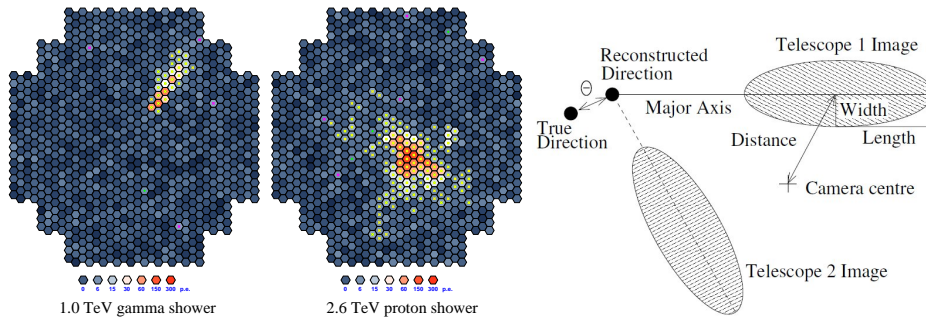 0 6 15 30 60 150 300 p.e.
1.0 TeV gamma shower
0 6 15 30 60 150 300 p.e.
2.6 TeV proton shower
Telescope 1 Image
Reconstructed
Direction
Θ
Major Axis
Width
True
Direction
Distance
Length
Camera centre
Telescope 2 Image